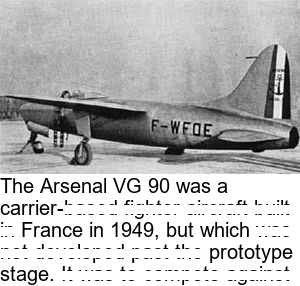 F-WFOE
The Arsenal VG 90 was a
carrier-based fighter aircraft built
in France in 1949, but which was
not developed past the prototype
stage. It was to compete against